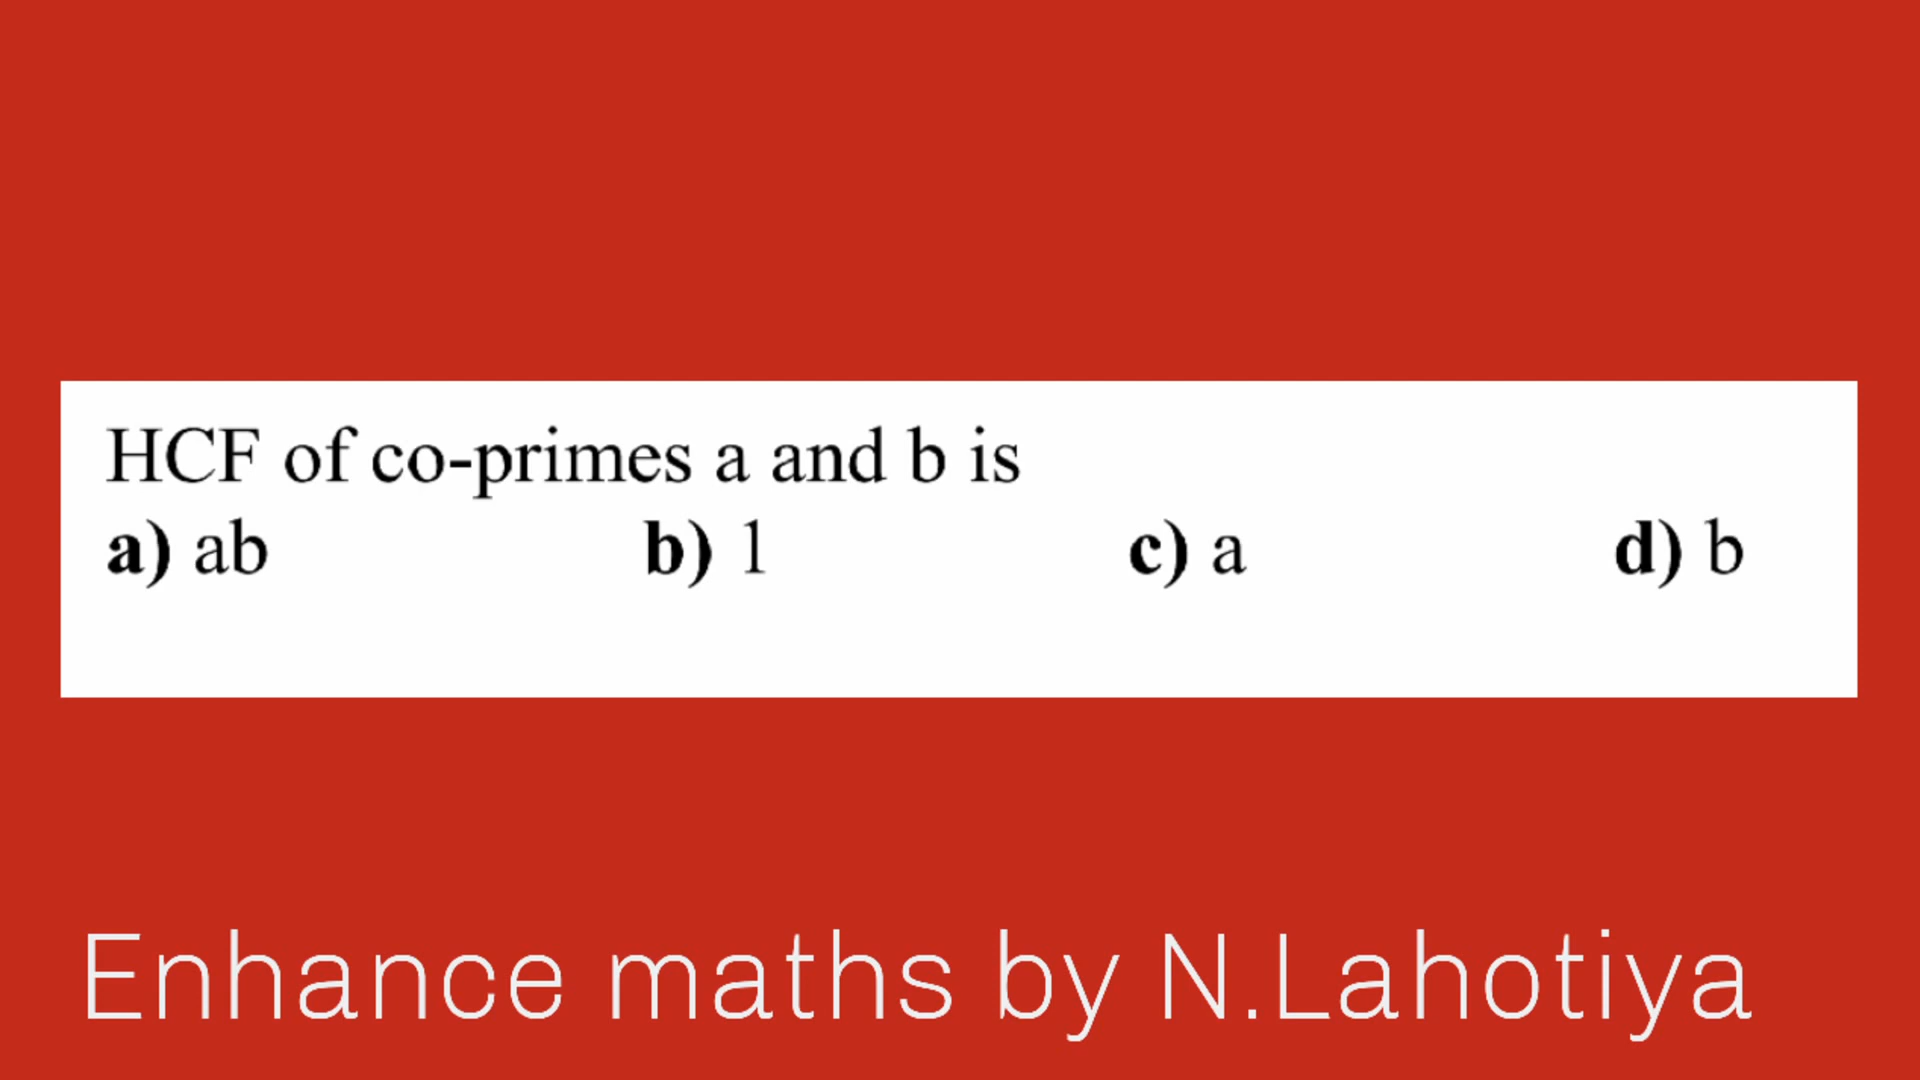 HCF of co-primes a and b is
a) ab b) 1 c) a d) b
Enhance maths by N.Lahotiya